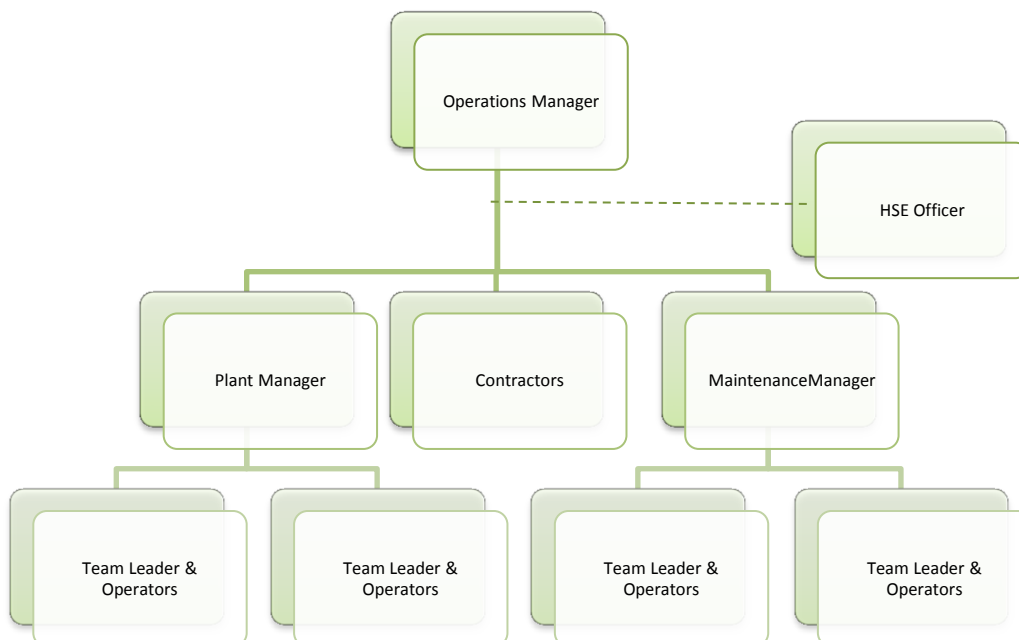 Operations Manager
HSE Officer
Plant Manager
Contractors
MaintenanceManager
Team Leader &
Operators
Team Leader &
Operators
Team Leader &
Operators
Team Leader &
Operators